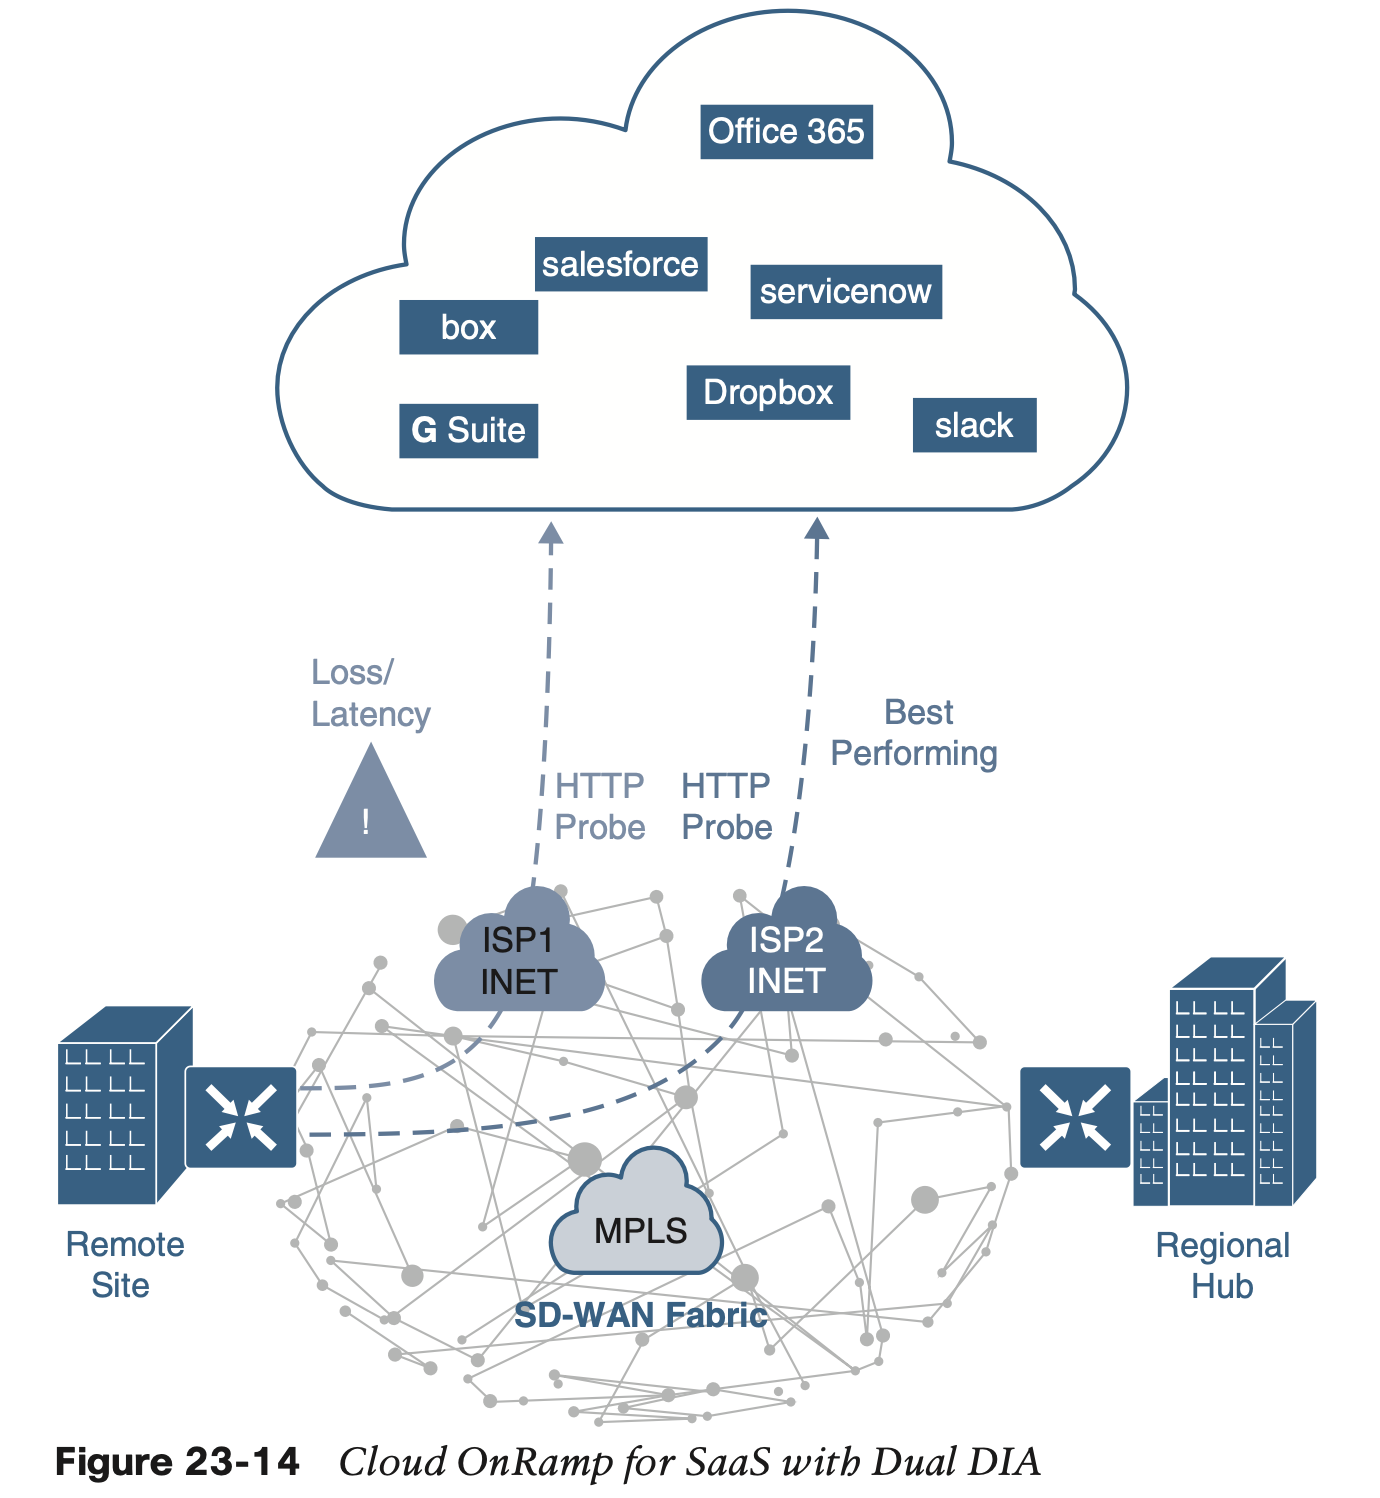 Office 365
salesforce
servicenow
box
Dropbox
G Suite
slack
Loss/
Latency
!
Best
Performing
HTTP
Probe
HTTP
Probe
ISP1
INET
ISP2
INET
MPLS
SD-WAN Fabric
Remote
Site
Regional
Hub
Figure 23-14 Cloud OnRamp for SaaS with Dual DIA